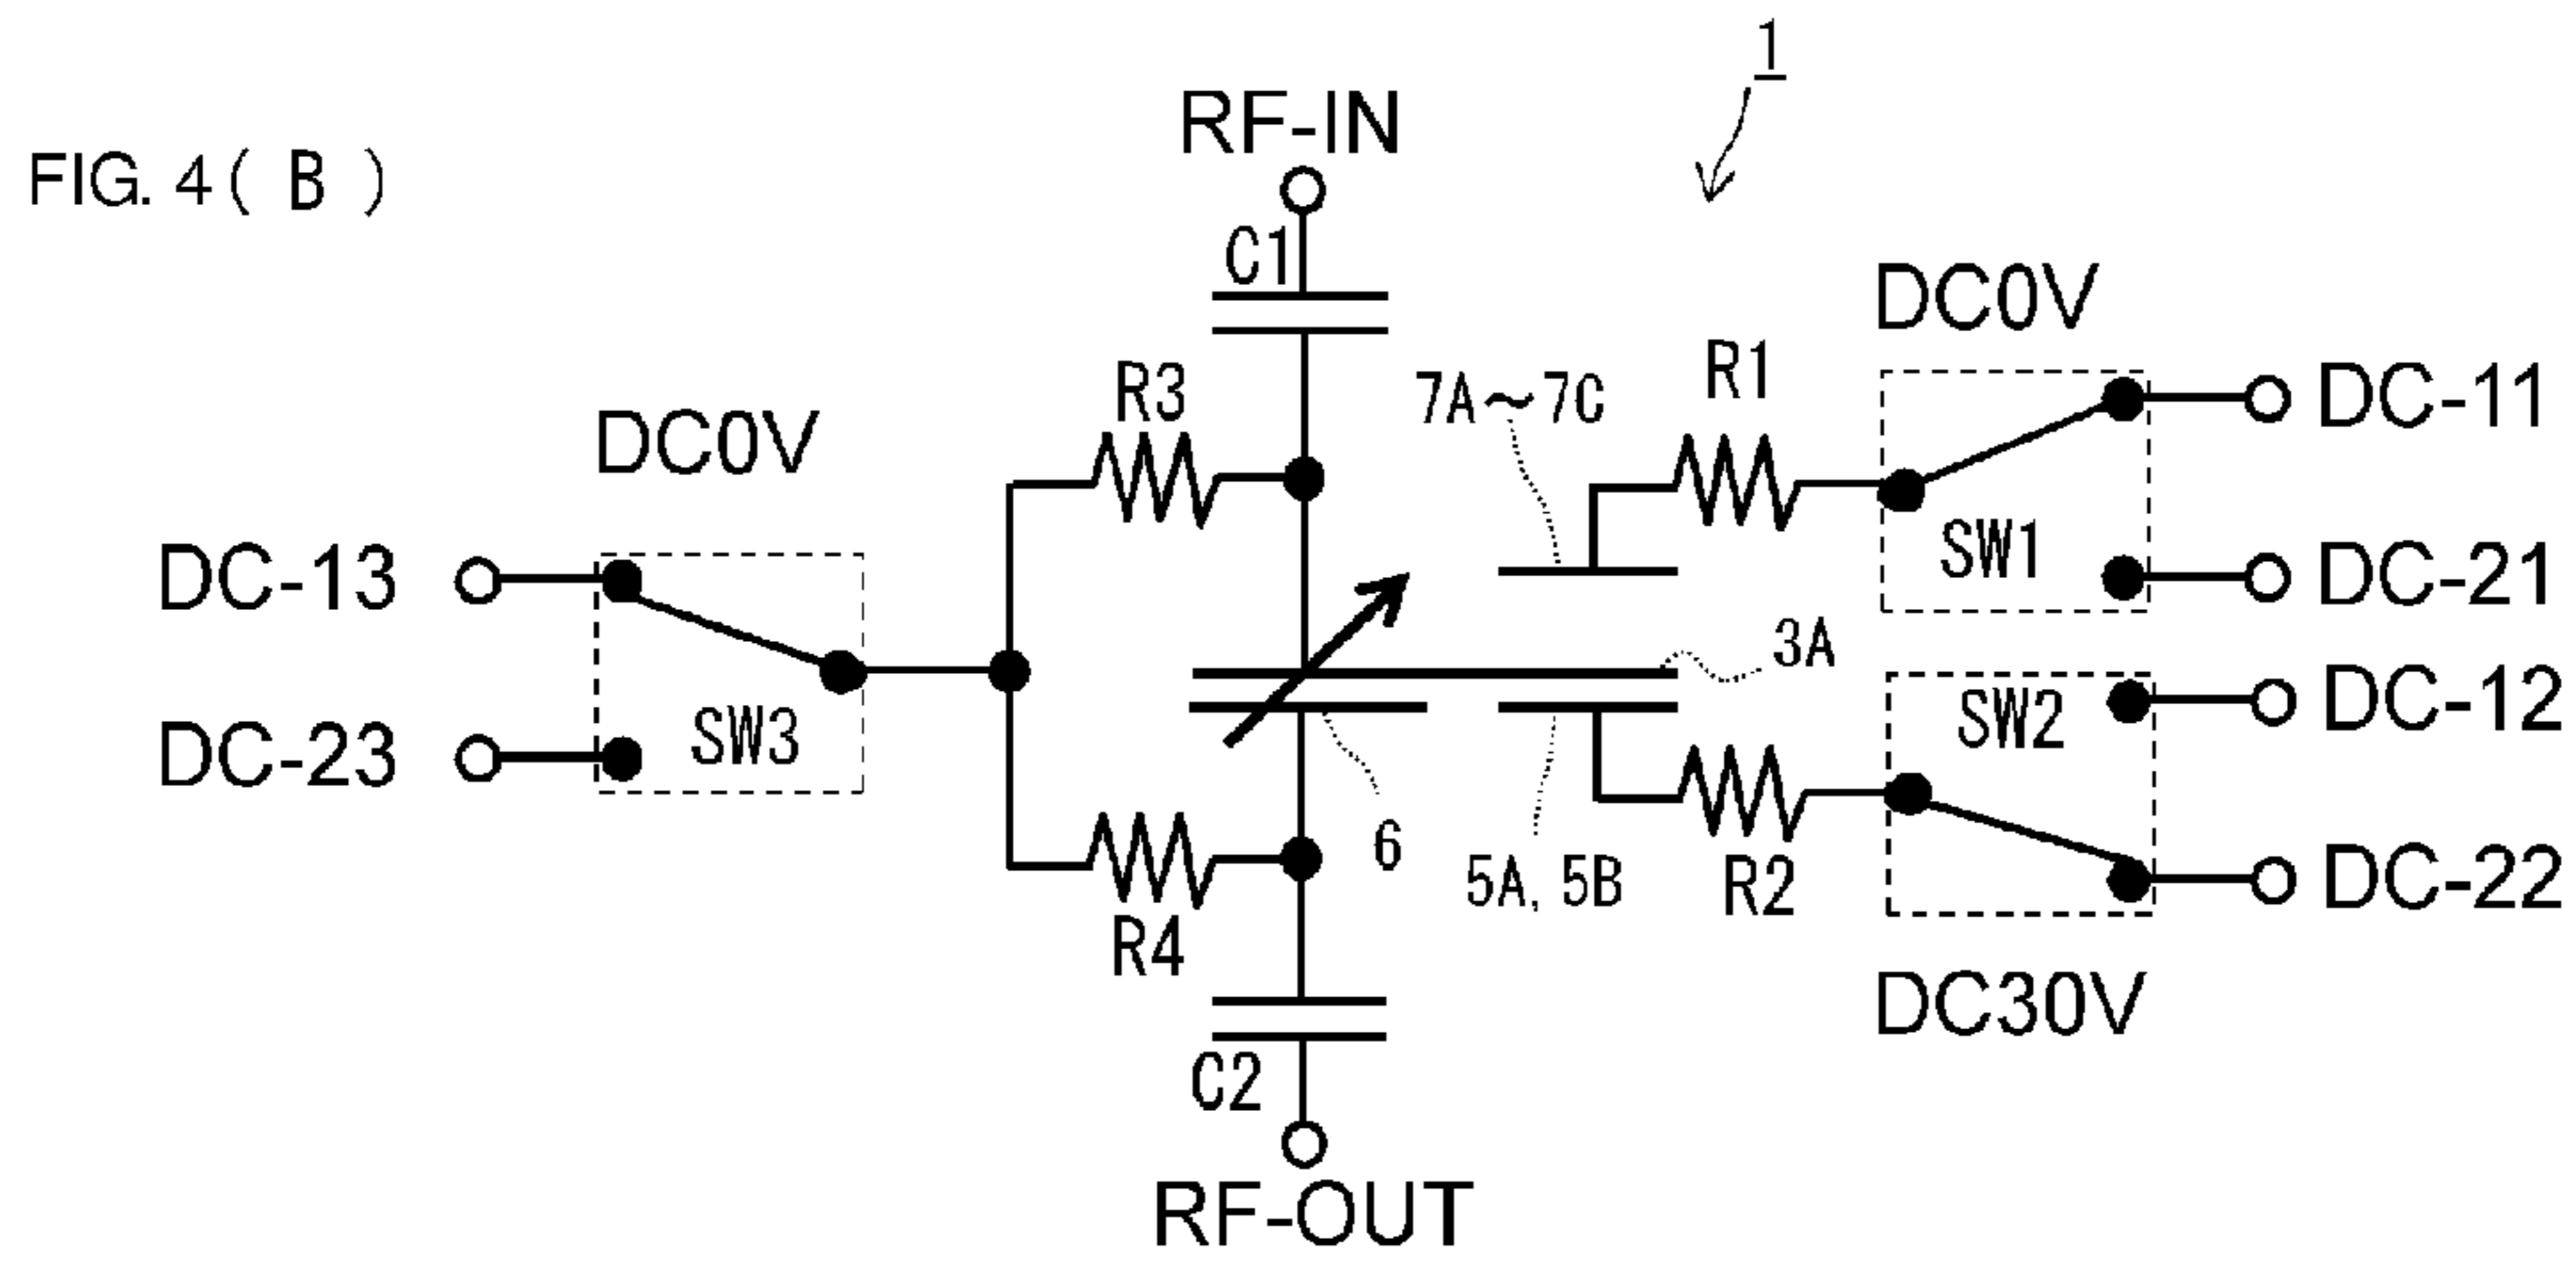 1
RF-IN
FIG. 4 ( B )
C1
DC0V
R3
7A～7C
R1
DC-11
DC0V
DC-13
SW1
DC-21
3A
DC-12
SW2
SW3
DC-23
6
5A, 5B
R2
DC-22
R4
DC30V
C2
RF-OUT